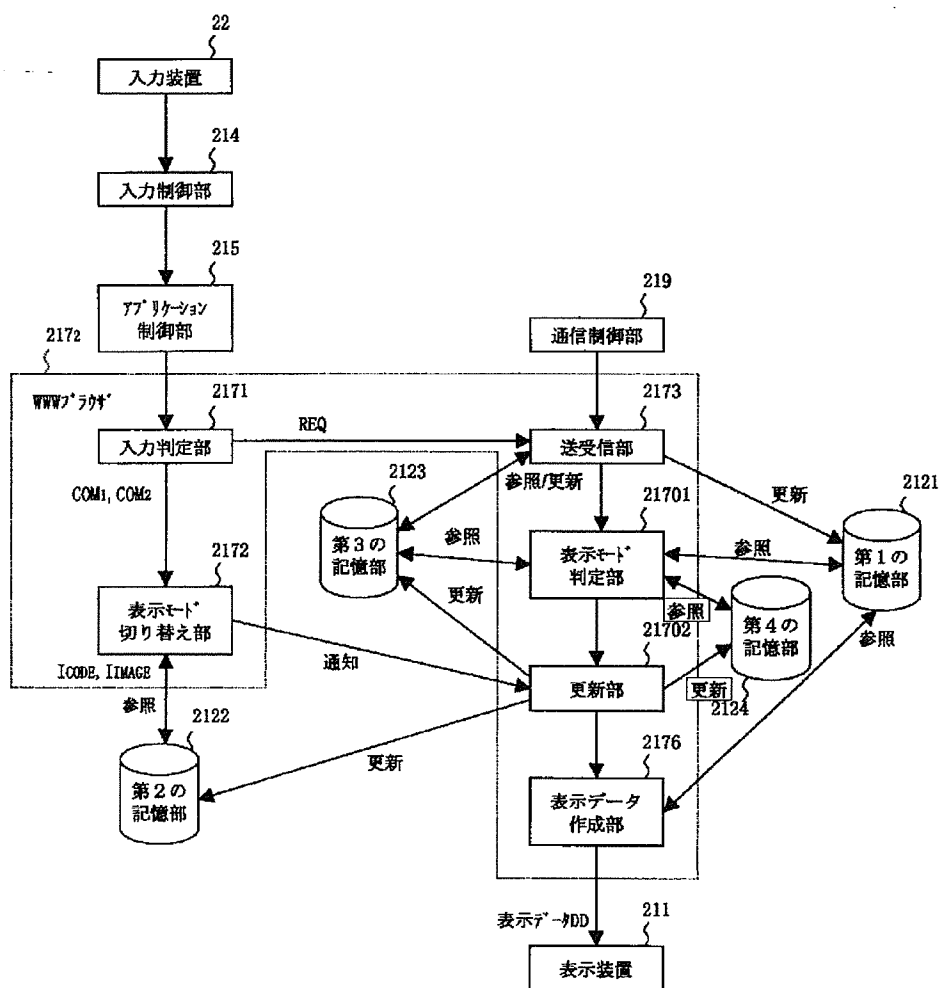 22
入力装置
214
入力制御部
215
アプリケーション
制御部
219
通信制御部
2172
WWWブラウザ
2171
入力判定部
REQ
2173
送受信部
COM1, COM2
2123
第3の
記憶部
参照/更新
21701
更新
2121
第1の
記憶部
参照
表示モード
判定部
参照
2172
表示モード
切り替え部
更新
参照
第4の
記憶部
参照
21702
通知
更新部
更新
2124
ICODE, IIMAGE
参照
2122
第2の
記憶部
更新
2176
表示データ
作成部
表示データDD
211
表示装置